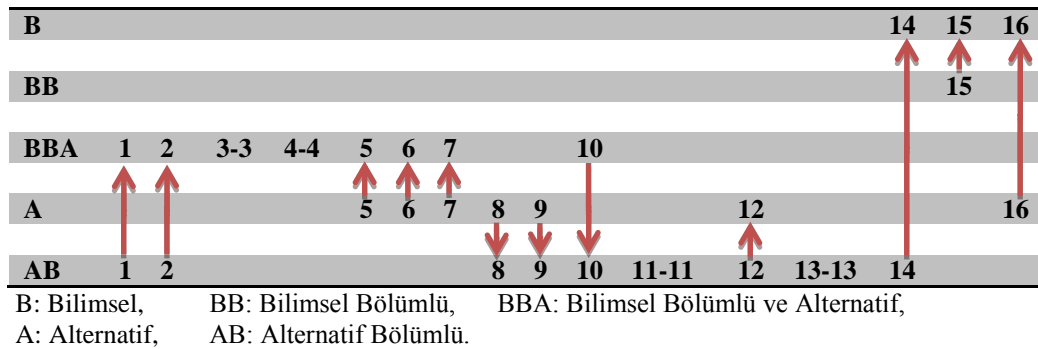 B 14 15 16
BB 15
BBA 1 2 3-3 4-4 5 6 7 10
A 5 6 7 8 9 12 16
AB 1 2 8 9 10 11-11 12 13-13 14
B: Bilimsel, BB: Bilimsel Bölümlü, BBA: Bilimsel Bölümlü ve Alternatif,
A: Alternatif, AB: Alternatif Bölümlü.